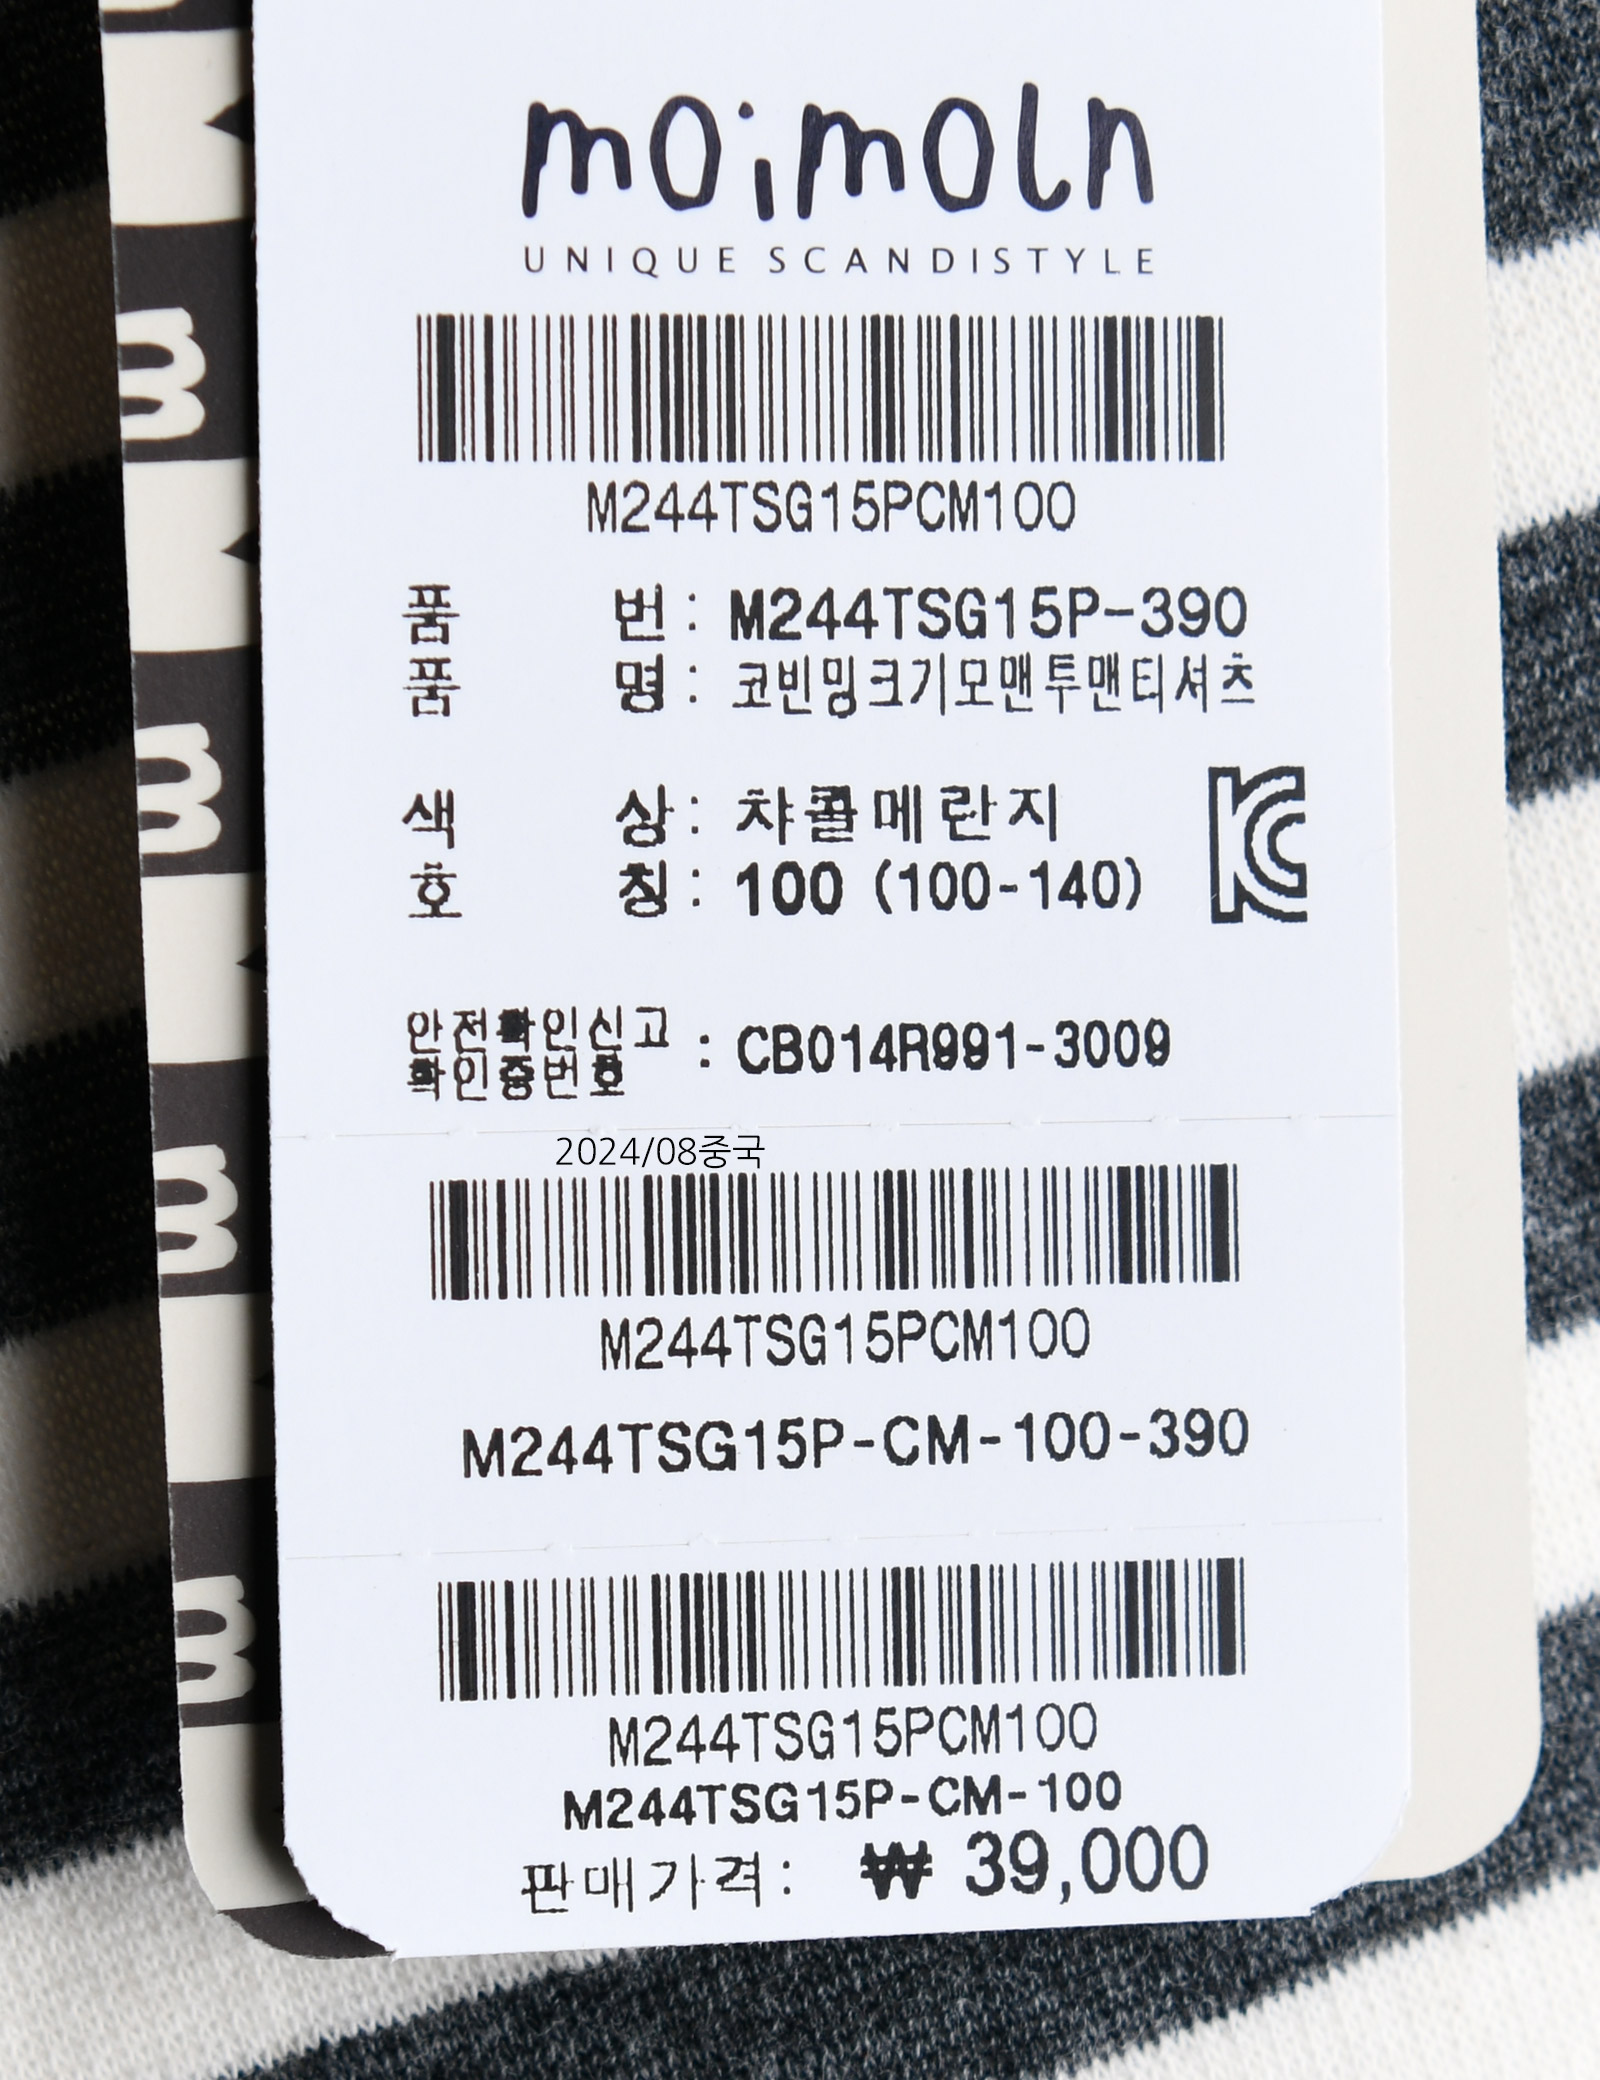 moimoln
UNIQUE SCANDISTYLE
M244TSG15PCM100
품 번 : M244TSG15P-390
품 명 : 코빈밍크기모맨투맨티셔츠
색 상 : 챠콜메란지
호 칭 : 100 (100-140)
안전확인신고
확인증번호 : CB014R991-3009
2024/08중국
M244TSG15PCM100
M244TSG15P-CM-100-390
M244TSG15PCM100
M244TSG15P-CM-100
판매가격 : ₩ 39,000